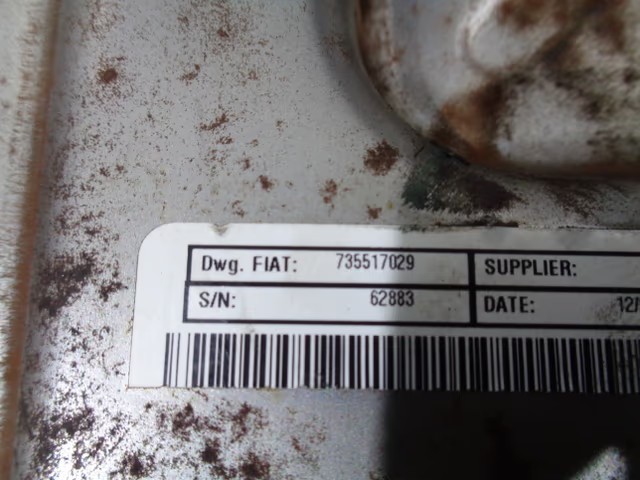 Dwg. FIAT: 735517029 SUPPLIER:
S/N: 62883 DATE: 12/